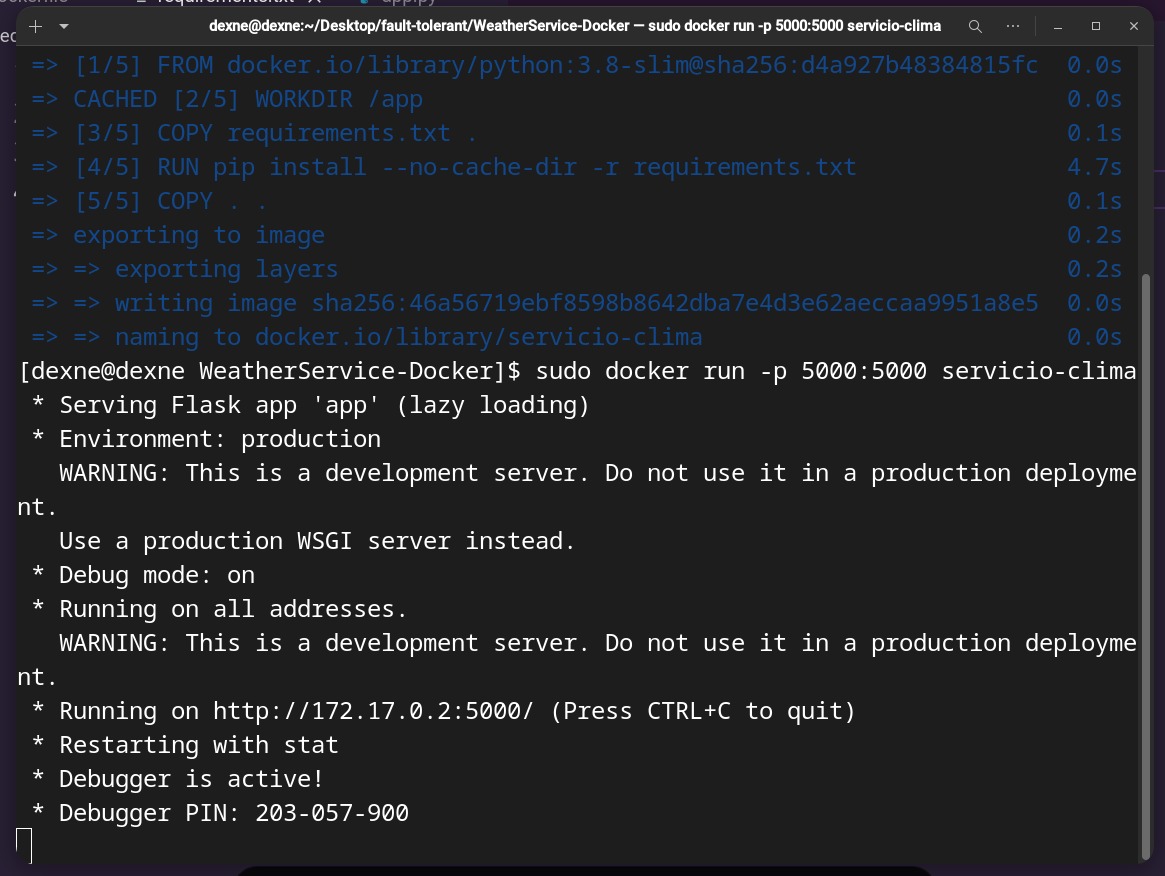 requirements.txt
app.py
dexne@dexne:~/Desktop/fault-tolerant/WeatherService-Docker — sudo docker run -p 5000:5000 servicio-clima
=> [1/5] FROM docker.io/library/python:3.8-slim@sha256:d4a927b48384815fc 0.0s
=> CACHED [2/5] WORKDIR /app 0.0s
=> [3/5] COPY requirements.txt . 0.1s
=> [4/5] RUN pip install --no-cache-dir -r requirements.txt 4.7s
=> [5/5] COPY . . 0.1s
=> exporting to image 0.2s
=> => exporting layers 0.2s
=> => writing image sha256:46a56719ebf8598b8642dba7e4d3e62aeccaa9951a8e5 0.0s
=> => naming to docker.io/library/servicio-clima 0.0s
[dexne@dexne WeatherService-Docker]$ sudo docker run -p 5000:5000 servicio-clima
* Serving Flask app 'app' (lazy loading)
* Environment: production
WARNING: This is a development server. Do not use it in a production deployme
nt.
Use a production WSGI server instead.
* Debug mode: on
* Running on all addresses.
WARNING: This is a development server. Do not use it in a production deployme
nt.
* Running on http://172.17.0.2:5000/ (Press CTRL+C to quit)
* Restarting with stat
* Debugger is active!
* Debugger PIN: 203-057-900